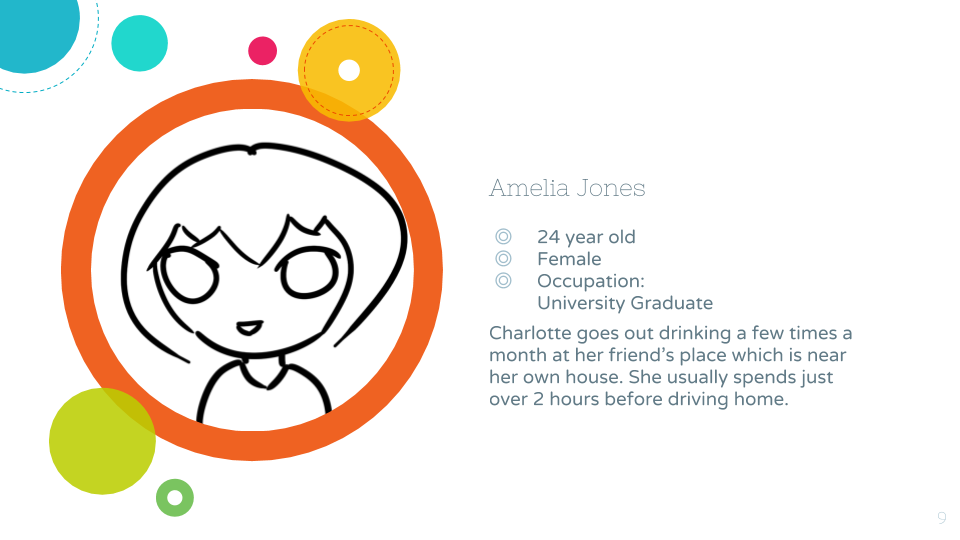 Amelia Jones
24 year old
Female
Occupation:
University Graduate
Charlotte goes out drinking a few times a
month at her friend’s place which is near
her own house. She usually spends just
over 2 hours before driving home.
9